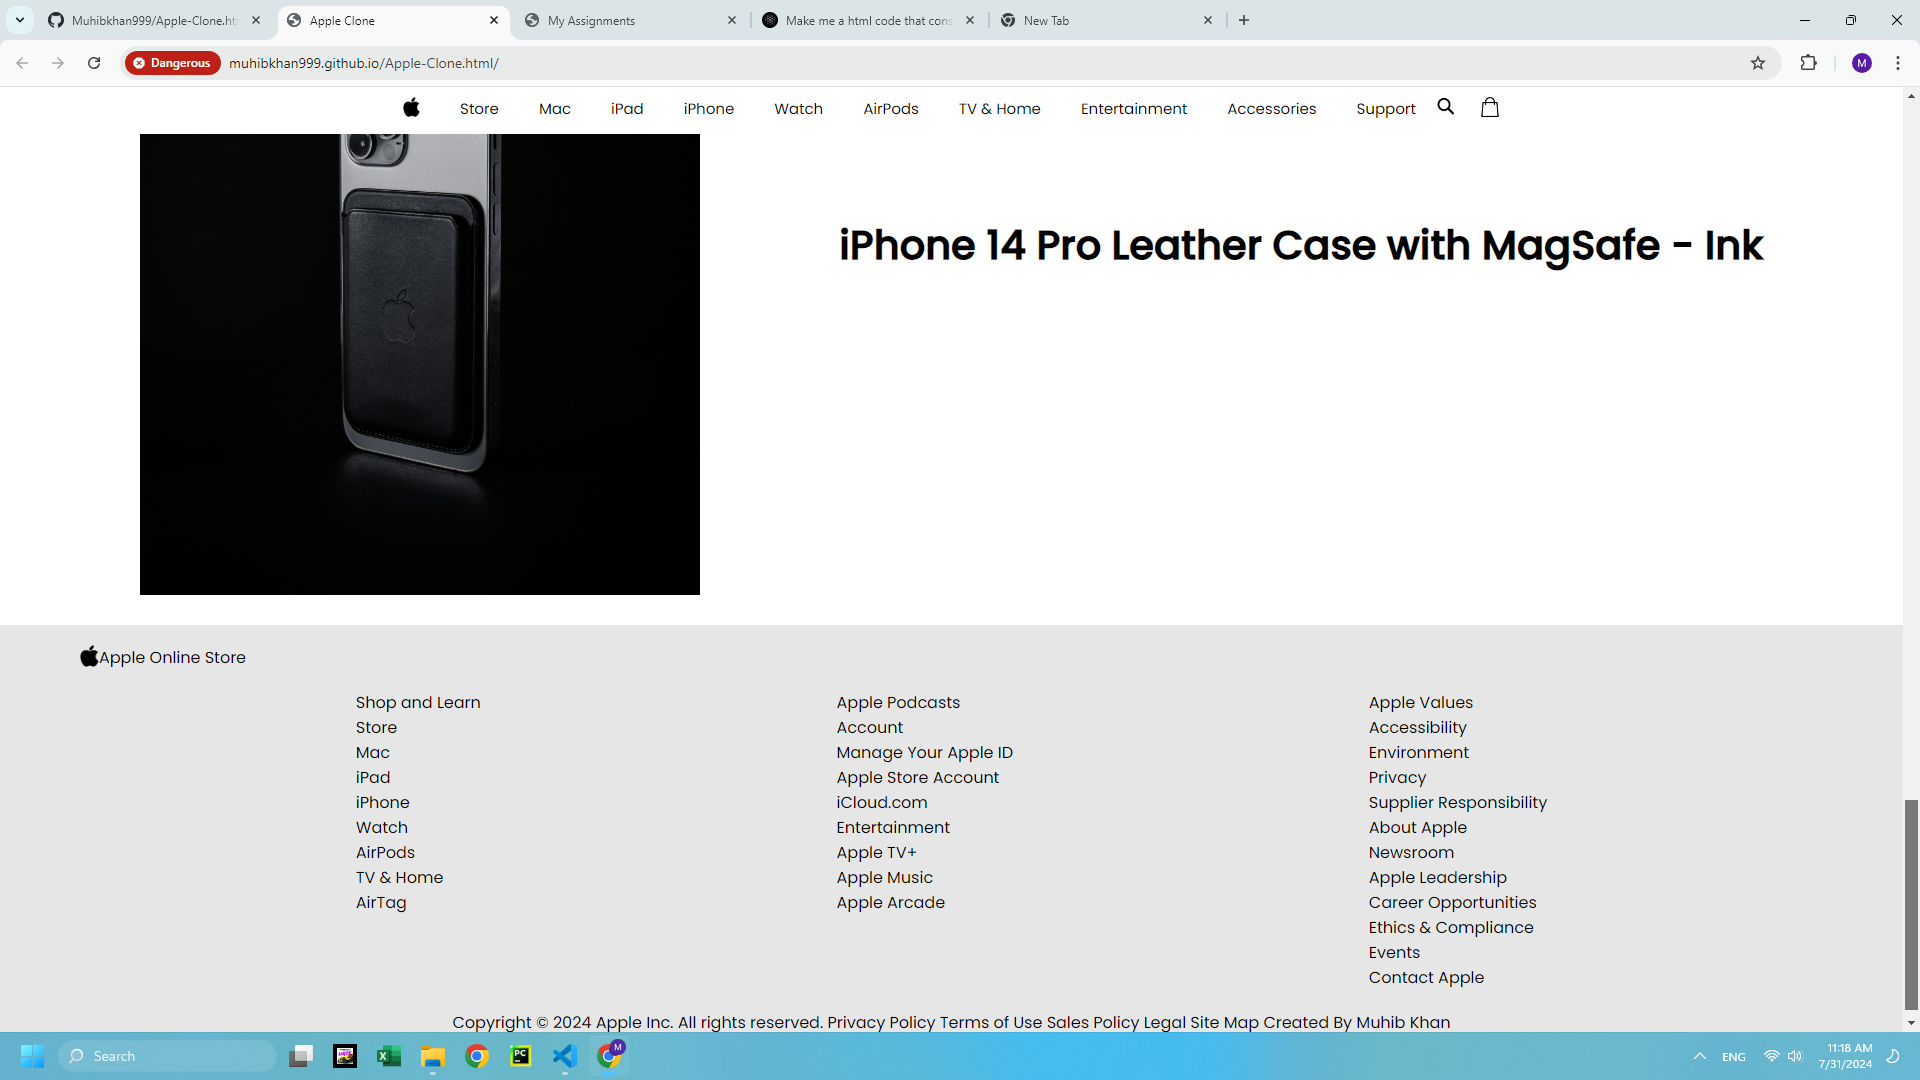 Muhibkhan999/Apple-Clone.ht
Apple Clone
My Assignments
Make me a html code that cons
New Tab
Dangerous
muhibkhan999.github.io/Apple-Clone.html/
M
Store Mac iPad iPhone Watch AirPods TV & Home Entertainment Accessories Support
iPhone 14 Pro Leather Case with MagSafe - Ink
Apple Online Store
Shop and Learn
Store
Mac
iPad
iPhone
Watch
AirPods
TV & Home
AirTag
Apple Podcasts
Account
Manage Your Apple ID
Apple Store Account
iCloud.com
Entertainment
Apple TV+
Apple Music
Apple Arcade
Apple Values
Accessibility
Environment
Privacy
Supplier Responsibility
About Apple
Newsroom
Apple Leadership
Career Opportunities
Ethics & Compliance
Events
Contact Apple
Copyright © 2024 Apple Inc. All rights reserved. Privacy Policy Terms of Use Sales Policy Legal Site Map Created By Muhib Khan
Search
PC
M
ENG
11:18 AM
7/31/2024